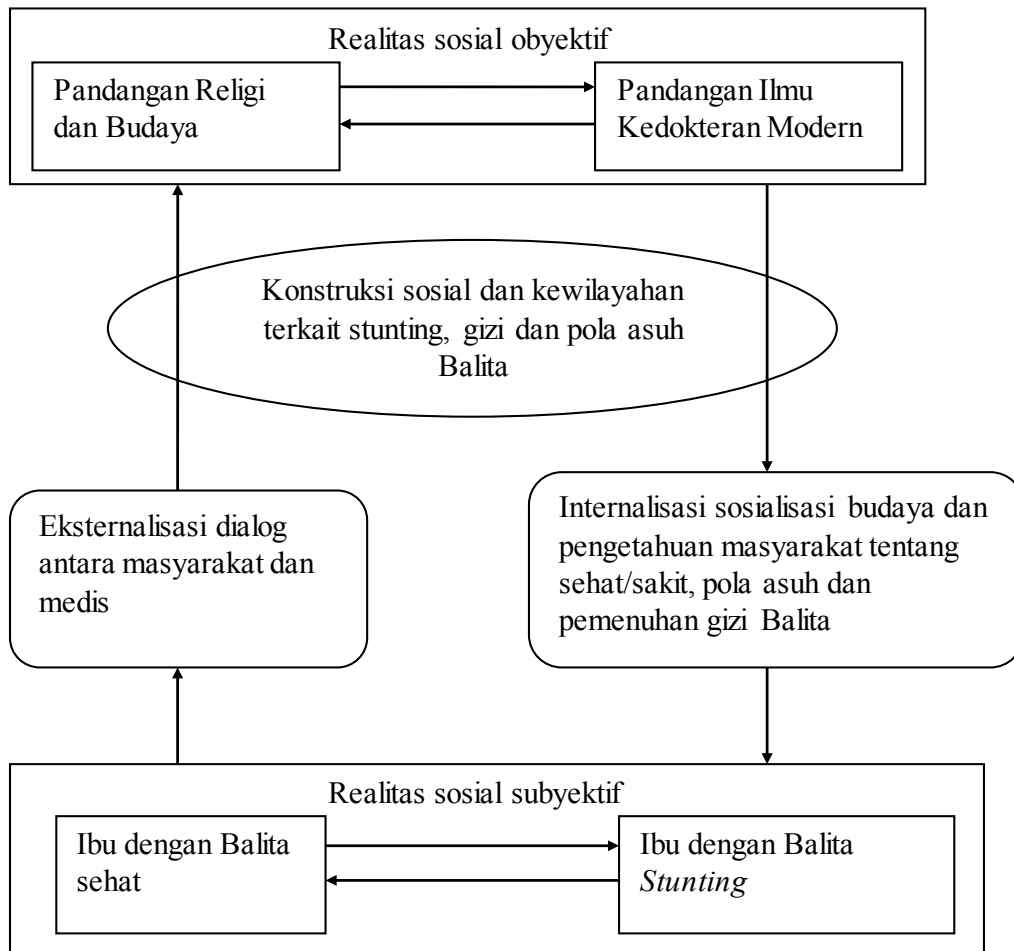 Realitas sosial obyektif
Pandangan Religi
dan Budaya
Pandangan Ilmu
Kedokteran Modern
Konstruksi sosial dan kewilayahan
terkait stunting, gizi dan pola asuh
Balita
Eksternalisasi dialog
antara masyarakat dan
medis
Internalisasi sosialisasi budaya dan
pengetahuan masyarakat tentang
sehat/sakit, pola asuh dan
pemenuhan gizi Balita
Realitas sosial subyektif
Ibu dengan Balita
sehat
Ibu dengan Balita
Stunting